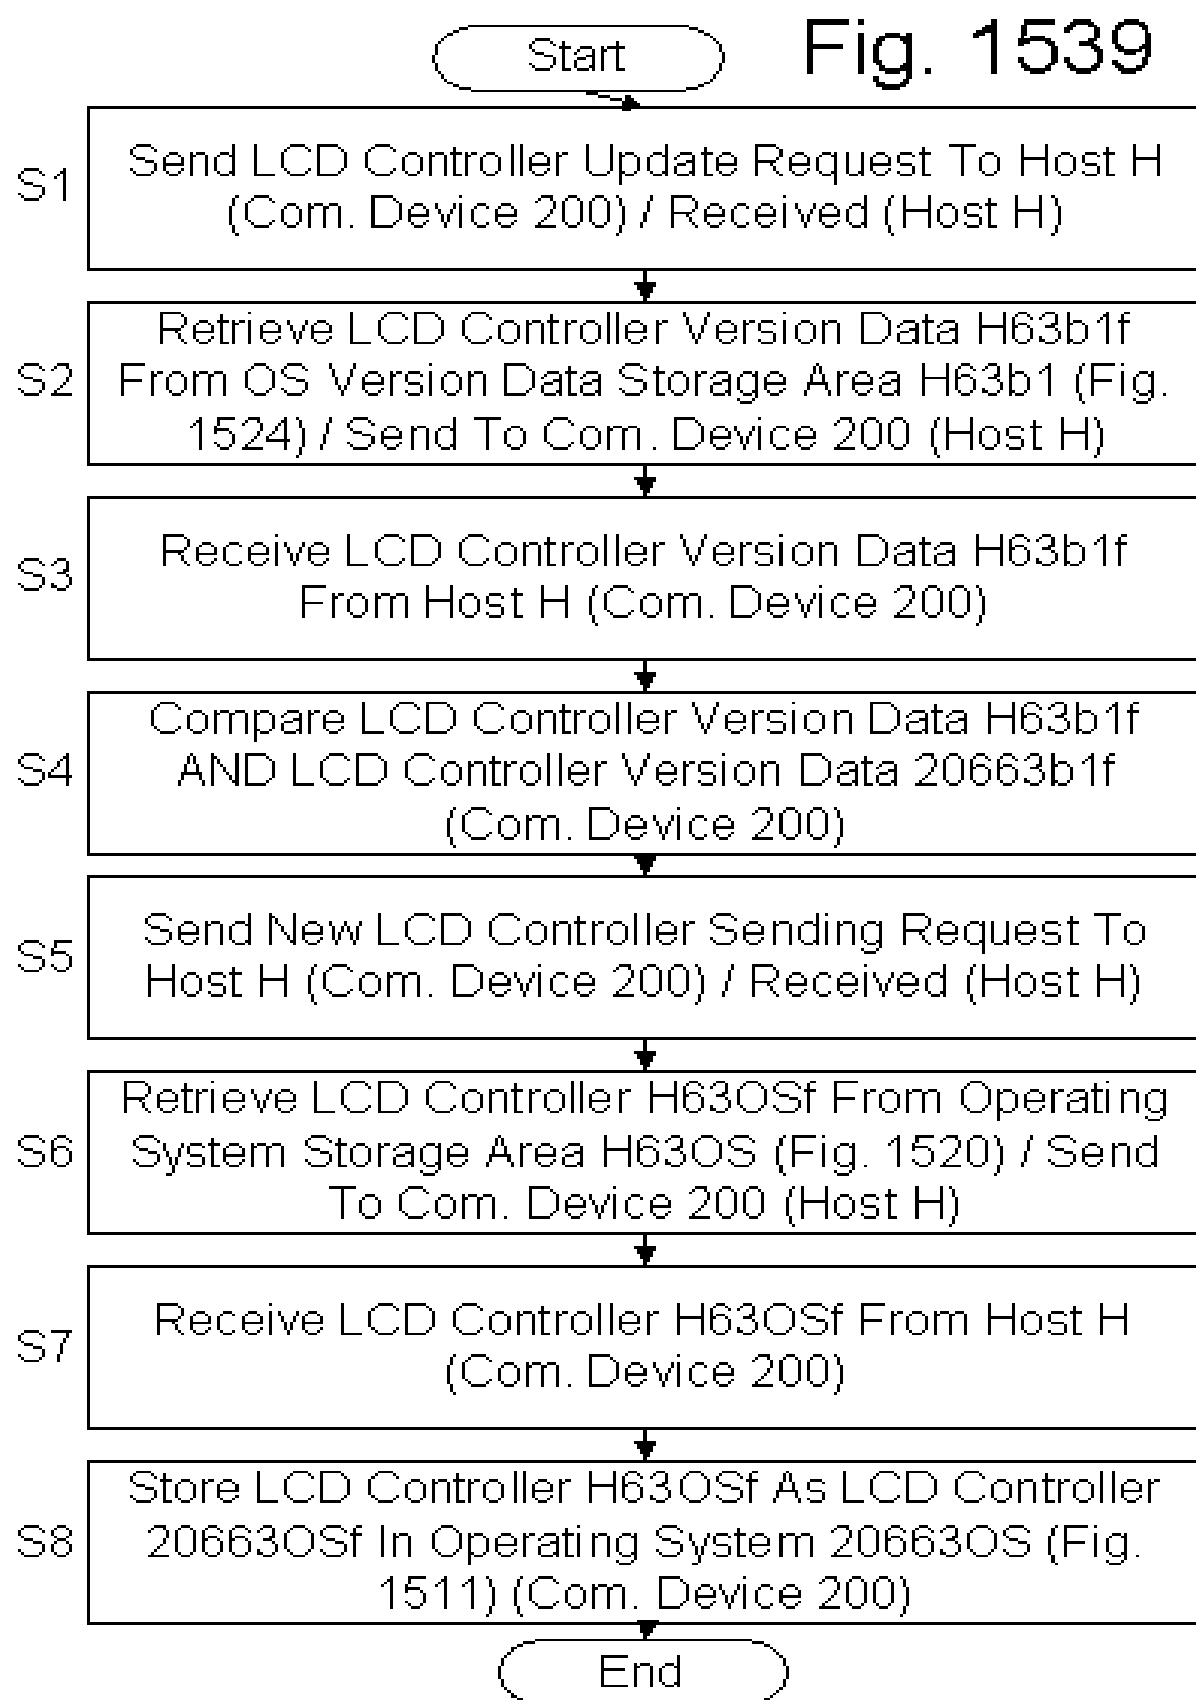 Start
Fig. 1539
S1
Send LCD Controller Update Request To Host H
(Com. Device 200) / Received (Host H)
S2
Retrieve LCD Controller Version Data H63b1f
From OS Version Data Storage Area H63b1 (Fig.
1524) / Send To Com. Device 200 (Host H)
S3
Receive LCD Controller Version Data H63b1f
From Host H (Com. Device 200)
S4
Compare LCD Controller Version Data H63b1f
AND LCD Controller Version Data 20663b1f
(Com. Device 200)
S5
Send New LCD Controller Sending Request To
Host H (Com. Device 200) / Received (Host H)
S6
Retrieve LCD Controller H63OSf From Operating
System Storage Area H63OS (Fig. 1520) / Send
To Com. Device 200 (Host H)
S7
Receive LCD Controller H63OSf From Host H
(Com. Device 200)
S8
Store LCD Controller H63OSf As LCD Controller
20663OSf In Operating System 20663OS (Fig.
1511) (Com. Device 200)
End